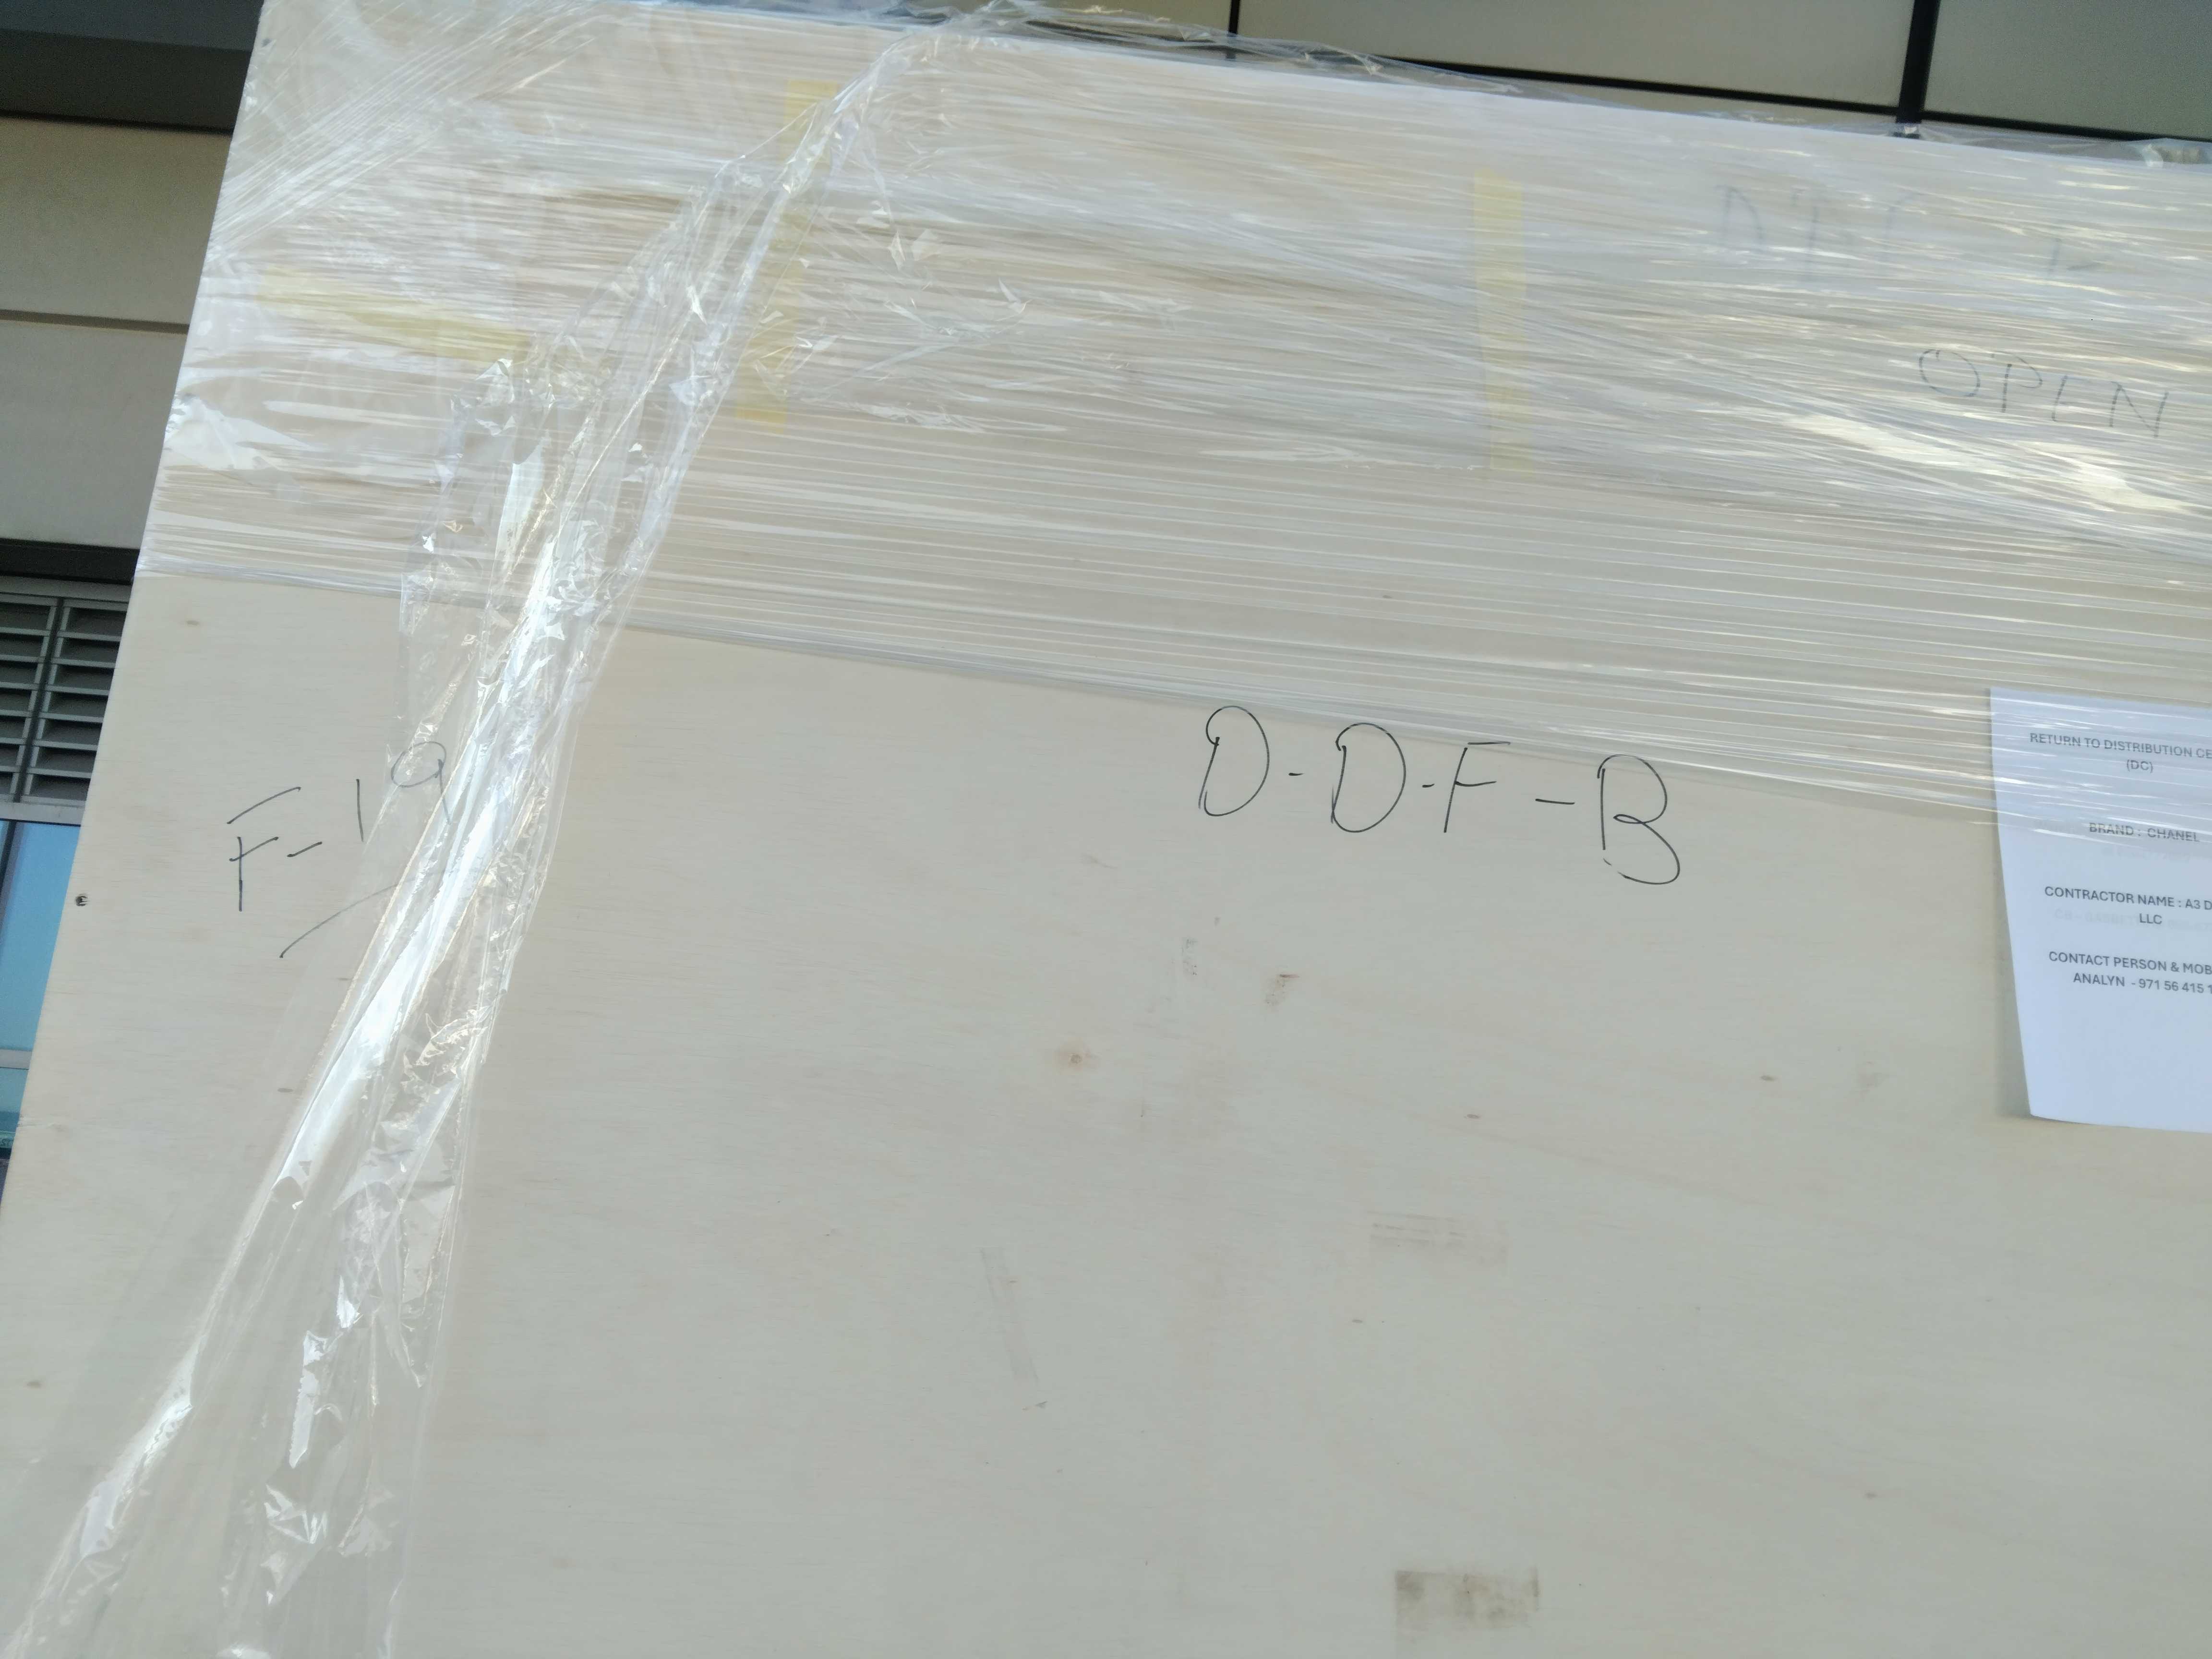 OPEN
D-D-F-B
F-19
RETURN TO DISTRIBUTION CE
(DC)
BRAND : CHANEL
CONTRACTOR NAME : A3 D
LLC
CONTACT PERSON & MOB
ANALYN - 971 56 415 1